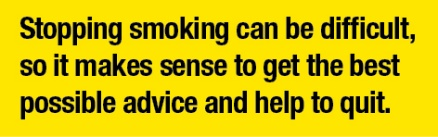 Stopping smoking can be difficult,
so it makes sense to get the best
possible advice and help to quit.